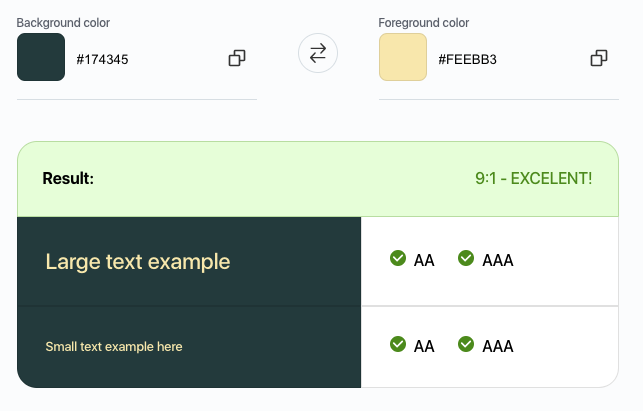 Background color
Foreground color
#174345
#FEEBB3
Result:
9:1 - EXCELENT!
Large text example
AA
AAA
Small text example here
AA
AAA